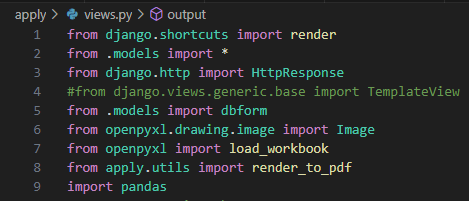 apply > views.py > output
1 from django.shortcuts import render
2 from .models import *
3 from django.http import HttpResponse
4 #from django.views.generic.base import TemplateView
5 from .models import dbform
6 from openpyxl.drawing.image import Image
7 from openpyxl import load_workbook
8 from apply.utils import render_to_pdf
9 import pandas